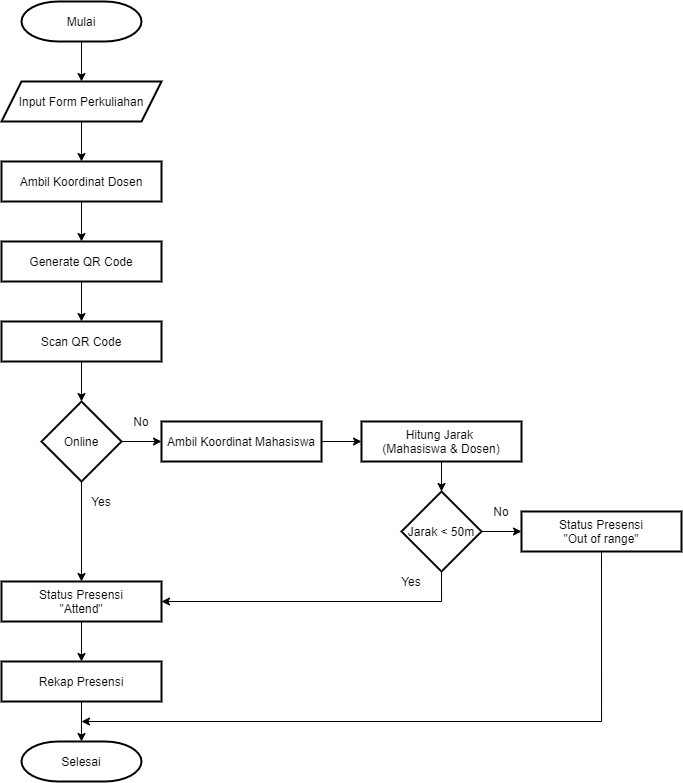 Mulai
Input Form Perkuliahan
Ambil Koordinat Dosen
Generate QR Code
Scan QR Code
Online
No
Ambil Koordinat Mahasiswa
Hitung Jarak
(Mahasiswa & Dosen)
Yes
Jarak < 50m
No
Status Presensi
"Out of range"
Yes
Status Presensi
"Attend"
Rekap Presensi
Selesai